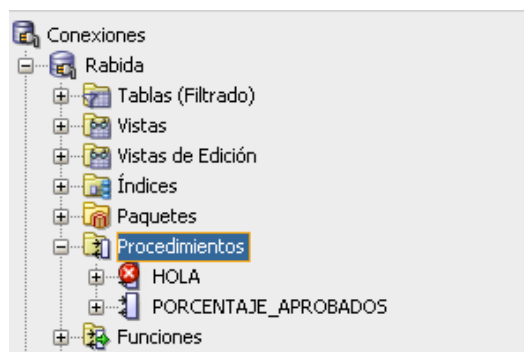 Conexiones
Rabida
Tablas (Filtrado)
Vistas
Vistas de Edición
Índices
Paquetes
Procedimientos
HOLA
PORCENTAJE_APROBADOS
Funciones